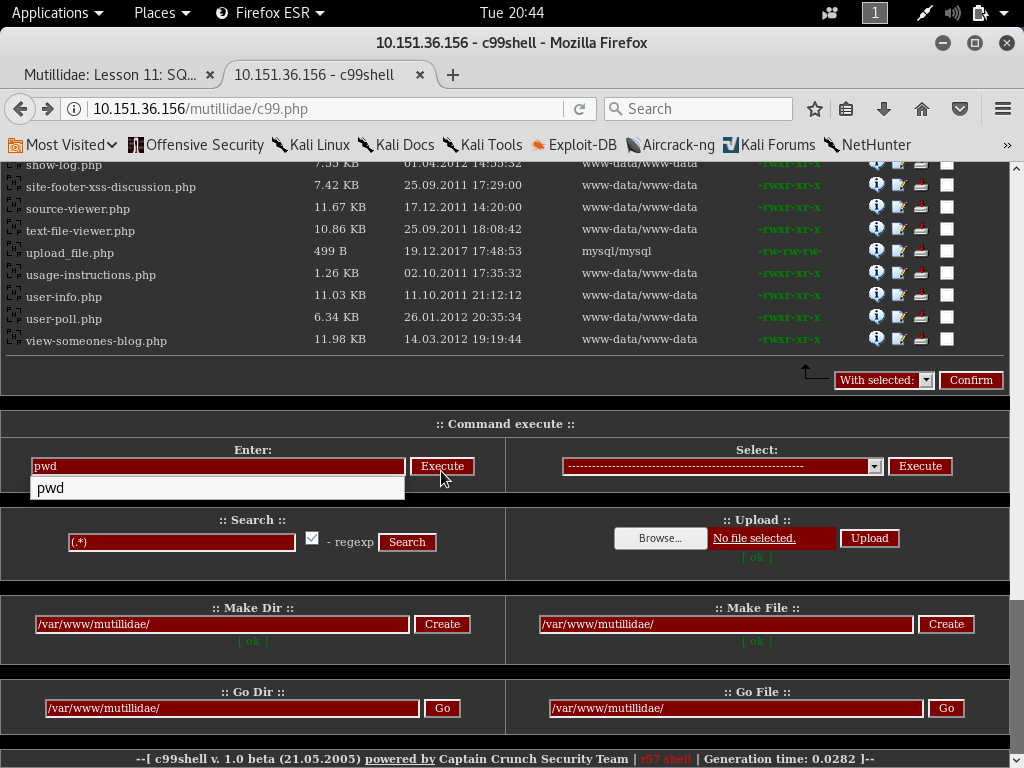 Applications Places Firefox ESR Tue 20:44 1
10.151.36.156 - c99shell - Mozilla Firefox
Mutillidae: Lesson 11: SQ... 10.151.36.156 - c99shell
10.151.36.156/mutillidae/c99.php Search
Most Visited Offensive Security Kali Linux Kali Docs Kali Tools Exploit-DB Aircrack-ng Kali Forums NetHunter »
show-log.php 7.55 KB 01.04.2012 14:55:32 www-data/www-data -rwxr-xr-x
site-footer-xss-discussion.php 7.42 KB 25.09.2011 17:29:00 www-data/www-data -rwxr-xr-x
source-viewer.php 11.67 KB 17.12.2011 14:20:00 www-data/www-data -rwxr-xr-x
text-file-viewer.php 10.86 KB 25.09.2011 18:08:42 www-data/www-data -rwxr-xr-x
upload_file.php 499 B 19.12.2017 17:48:53 mysql/mysql -rw-rw-rw-
usage-instructions.php 1.26 KB 02.10.2011 17:35:32 www-data/www-data -rwxr-xr-x
user-info.php 11.03 KB 11.10.2011 21:12:12 www-data/www-data -rwxr-xr-x
user-poll.php 6.34 KB 26.01.2012 20:35:34 www-data/www-data -rwxr-xr-x
view-someones-blog.php 11.98 KB 14.03.2012 19:19:44 www-data/www-data -rwxr-xr-x
With selected: Confirm
:: Command execute ::
Enter: Select:
pwd Execute ------------------------------------------------------------ Execute
pwd
:: Search :: :: Upload ::
(.*) - regexp Search Browse... No file selected. Upload
[ ok ]
:: Make Dir :: :: Make File ::
/var/www/mutillidae/ Create /var/www/mutillidae/ Create
[ ok ] [ ok ]
:: Go Dir :: :: Go File ::
/var/www/mutillidae/ Go /var/www/mutillidae/ Go
--[ c99shell v. 1.0 beta (21.05.2005) powered by Captain Crunch Security Team | r57 shell | Generation time: 0.0282 ]--